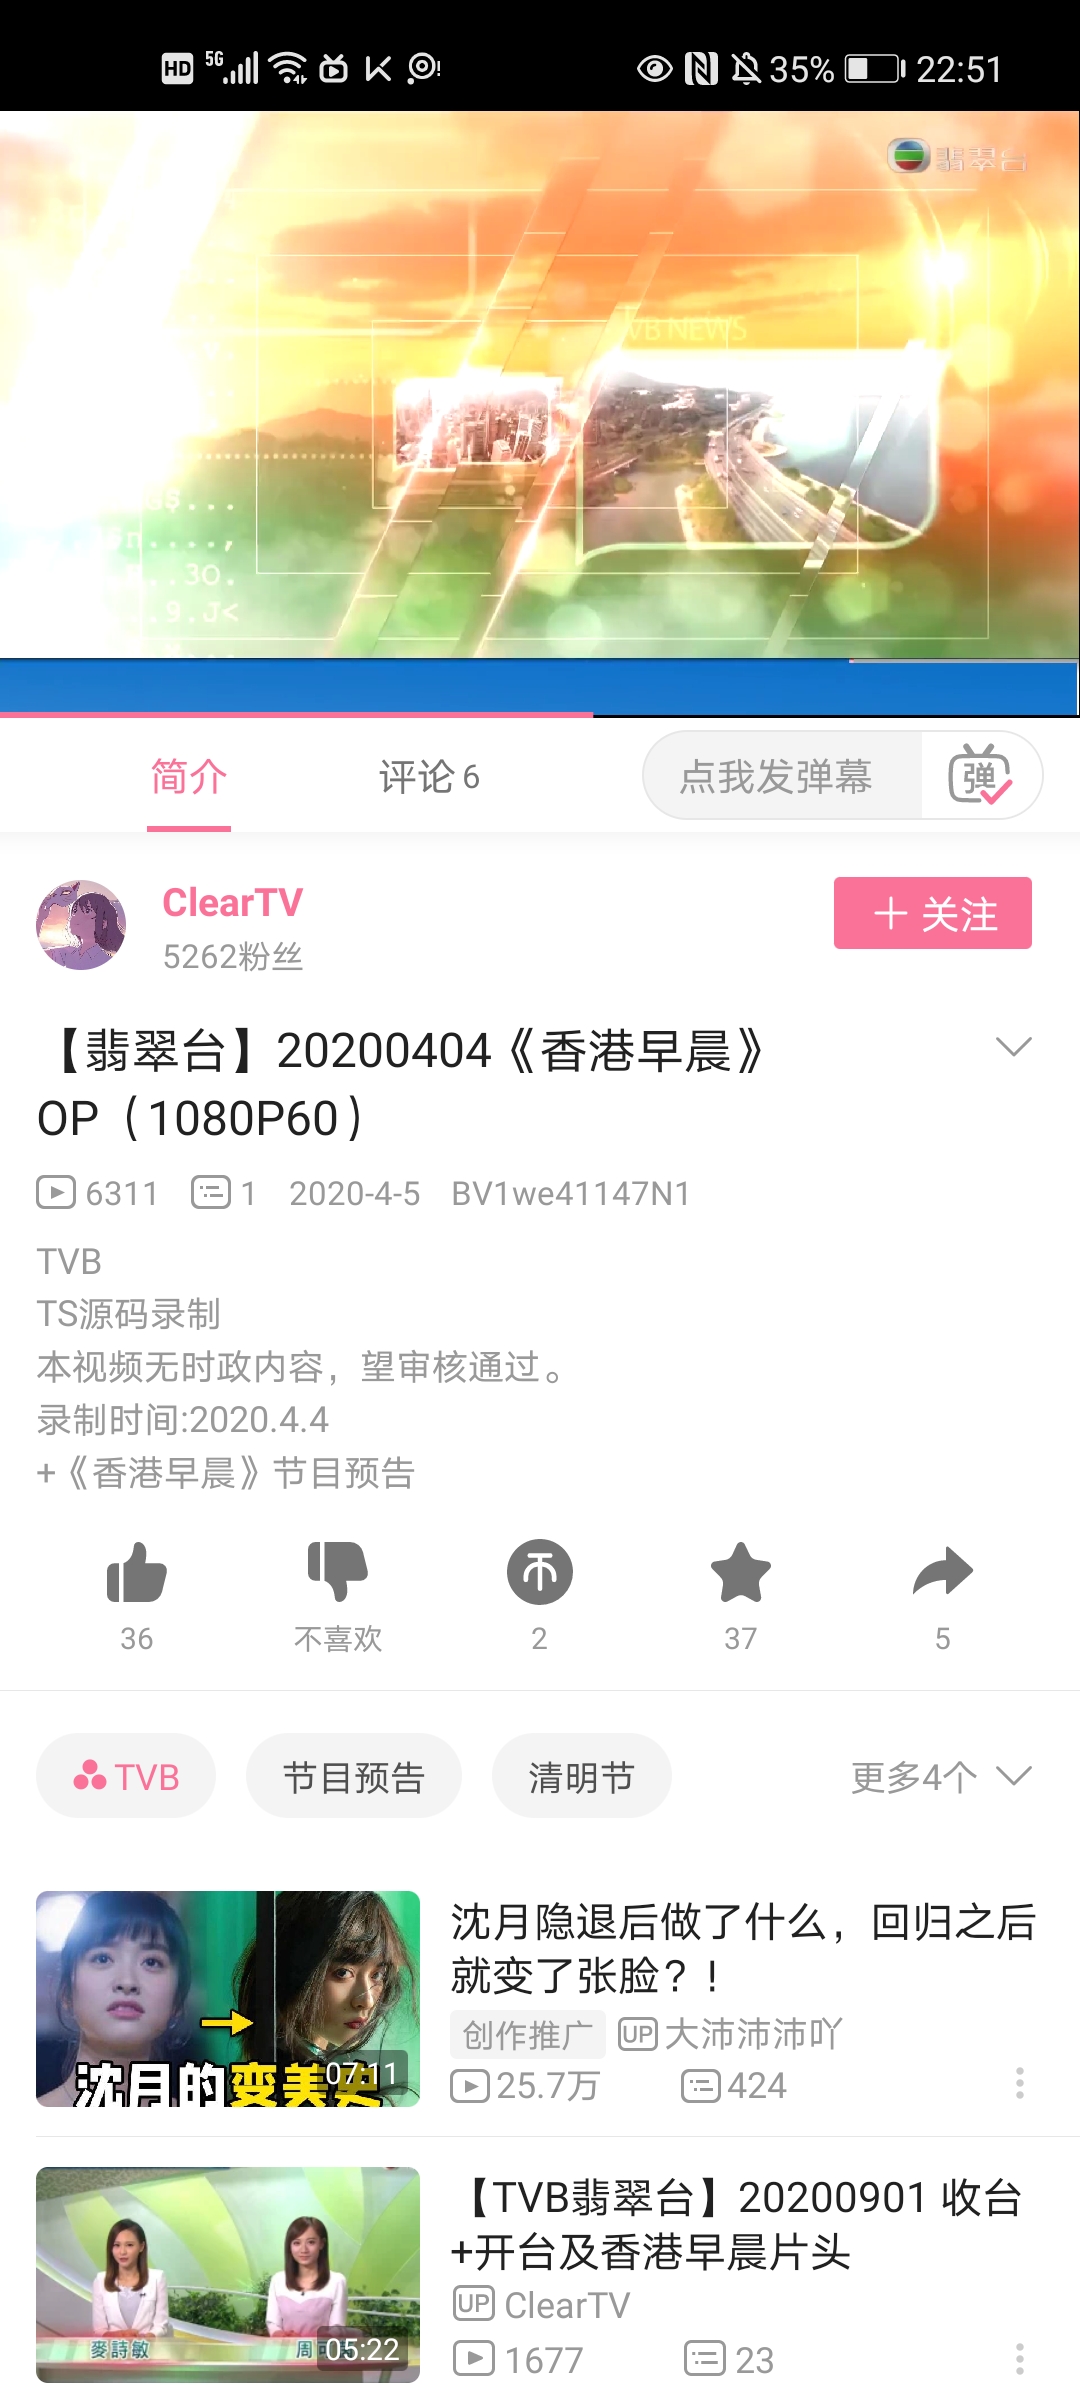 HD 5G 35% 22:51
翡翠台
TVB NEWS
简介 评论 6 点我发弹幕 弹
ClearTV
5262粉丝
+ 关注
【翡翠台】20200404《香港早晨》
OP（1080P60）
6311 1 2020-4-5 BV1we41147N1
TVB
TS源码录制
本视频无时政内容，望审核通过。
录制时间:2020.4.4
+《香港早晨》节目预告
36 不喜欢 2 37 5
TVB 节目预告 清明节 更多4个
沈月隐退后做了什么，回归之后
就变了张脸？！
创作推广 UP 大沛沛沛吖
25.7万 424
沈月的变美史
07:11
【TVB翡翠台】20200901 收台
+开台及香港早晨片头
UP ClearTV
1677 23
麥詩敏 周
05:22